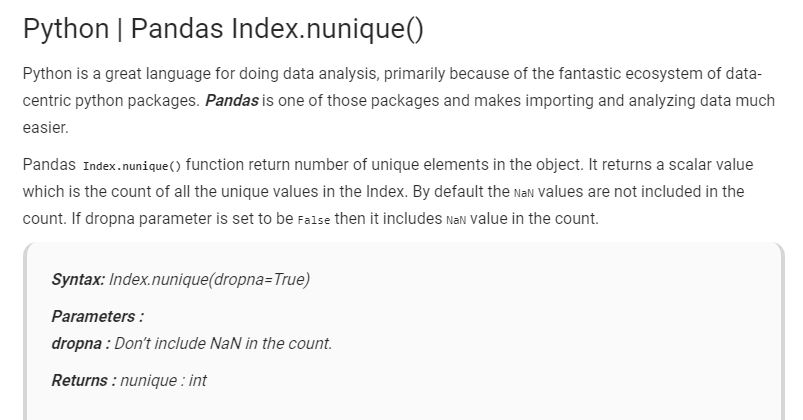 Python | Pandas Index.nunique()
Python is a great language for doing data analysis, primarily because of the fantastic ecosystem of data-
centric python packages. Pandas is one of those packages and makes importing and analyzing data much
easier.
Pandas Index.nunique() function return number of unique elements in the object. It returns a scalar value
which is the count of all the unique values in the Index. By default the NaN values are not included in the
count. If dropna parameter is set to be False then it includes NaN value in the count.
Syntax: Index.nunique(dropna=True)
Parameters :
dropna : Don’t include NaN in the count.
Returns : nunique : int